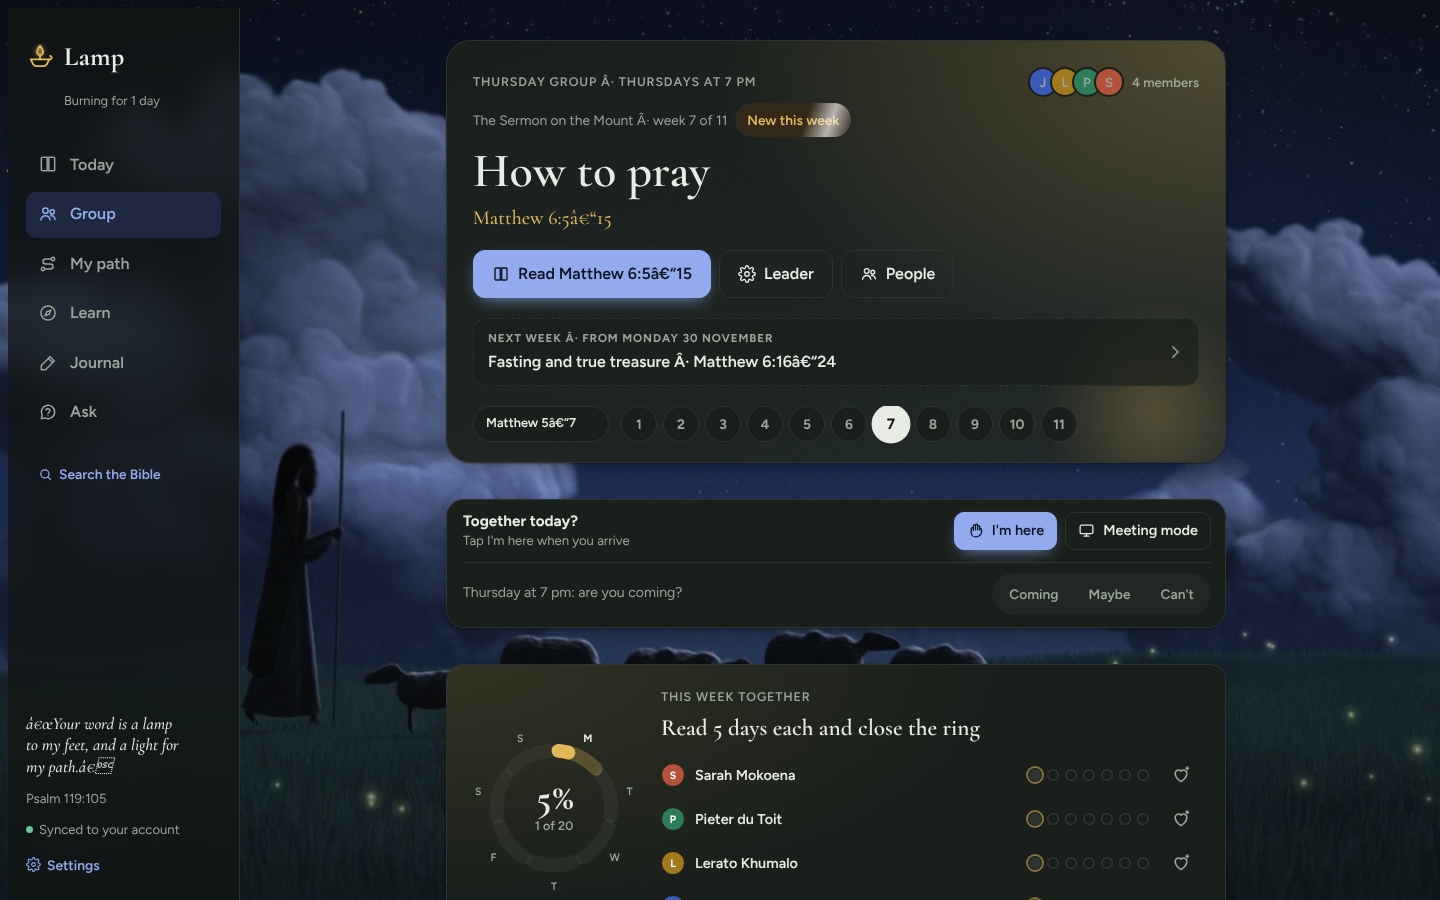 Lamp
Burning for 1 day
Today
Group
My path
Learn
Journal
Ask
Search the Bible
“Your word is a lamp
to my feet, and a light for
my path.â€
Psalm 119:105
Synced to your account
Settings
THURSDAY GROUP Â· THURSDAYS AT 7 PM
J L P S 4 members
The Sermon on the Mount Â· week 7 of 11 New this week
How to pray
Matthew 6:5â€“15
Read Matthew 6:5â€“15 Leader People
NEXT WEEK Â· FROM MONDAY 30 NOVEMBER
Fasting and true treasure Â· Matthew 6:16â€“24
Matthew 5â€“7 1 2 3 4 5 6 7 8 9 10 11
Together today?
Tap I'm here when you arrive
I'm here Meeting mode
Thursday at 7 pm: are you coming?
Coming Maybe Can't
THIS WEEK TOGETHER
Read 5 days each and close the ring
S M
S T
5%
1 of 20
F W
T
S Sarah Mokoena
P Pieter du Toit
L Lerato Khumalo